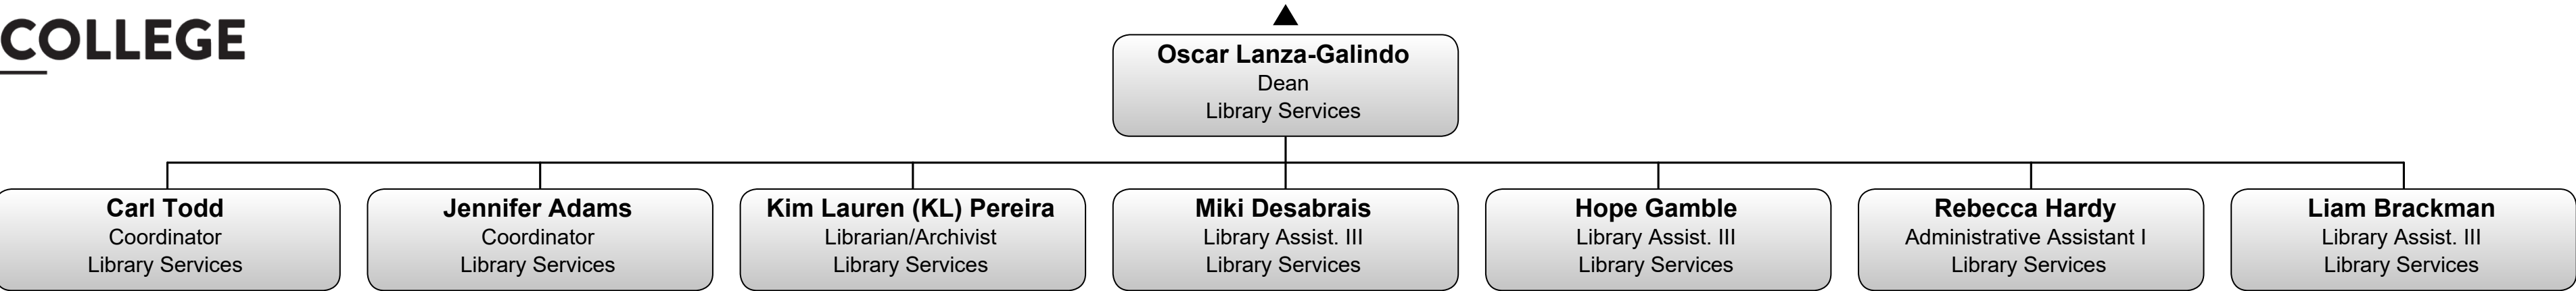 COLLEGE
Oscar Lanza-Galindo
Dean
Library Services
Carl Todd
Coordinator
Library Services
Jennifer Adams
Coordinator
Library Services
Kim Lauren (KL) Pereira
Librarian/Archivist
Library Services
Miki Desabrais
Library Assist. III
Library Services
Hope Gamble
Library Assist. III
Library Services
Rebecca Hardy
Administrative Assistant I
Library Services
Liam Brackman
Library Assist. III
Library Services